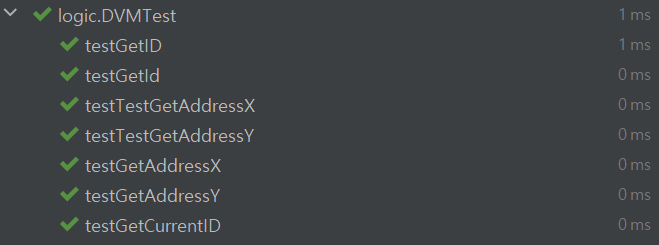 logic.DVMTest 1 ms
testGetID 1 ms
testGetId 0 ms
testTestGetAddressX 0 ms
testTestGetAddressY 0 ms
testGetAddressX 0 ms
testGetAddressY 0 ms
testGetCurrentID 0 ms